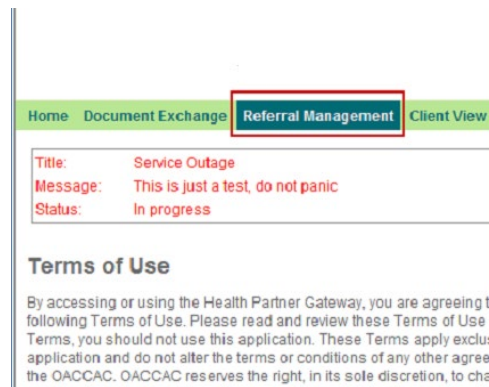 Home Document Exchange Referral Management Client View
Title: Service Outage
Message: This is just a test, do not panic
Status: In progress
Terms of Use
By accessing or using the Health Partner Gateway, you are agreeing t
following Terms of Use. Please read and review these Terms of Use
Terms, you should not use this application. These Terms apply exclus
application and do not alter the terms or conditions of any other agree
the OACCAC. OACCAC reserves the right, in its sole discretion, to cha